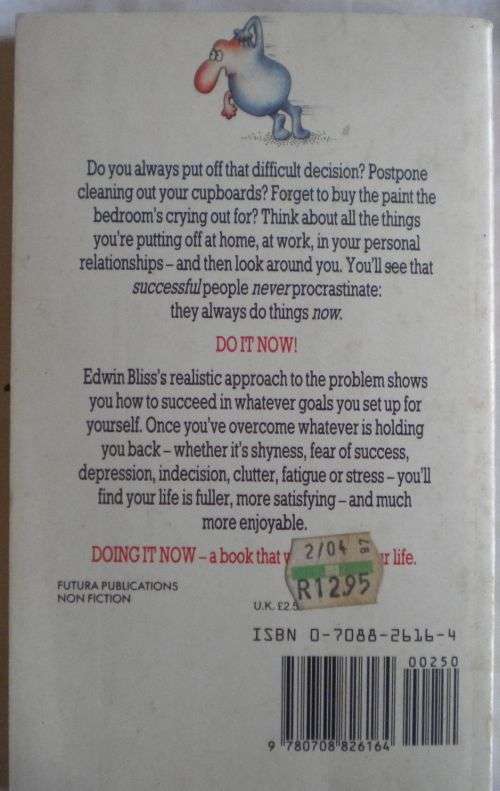 Do you always put off that difficult decision? Postpone
cleaning out your cupboards? Forget to buy the paint the
bedroom's crying out for? Think about all the things
you're putting off at home, at work, in your personal
relationships – and then look around you. You'll see that
successful people never procrastinate:
they always do things now.
DO IT NOW!
Edwin Bliss's realistic approach to the problem shows
you how to succeed in whatever goals you set up for
yourself. Once you've overcome whatever is holding
you back – whether it's shyness, fear of success,
depression, indecision, clutter, fatigue or stress – you'll
find your life is fuller, more satisfying – and much
more enjoyable.
DOING IT NOW – a book that life.
2/04 87
R12.95
FUTURA PUBLICATIONS
NON FICTION
U.K. £2.5
ISBN 0-7088-2616-4
00250
9 780708 826164